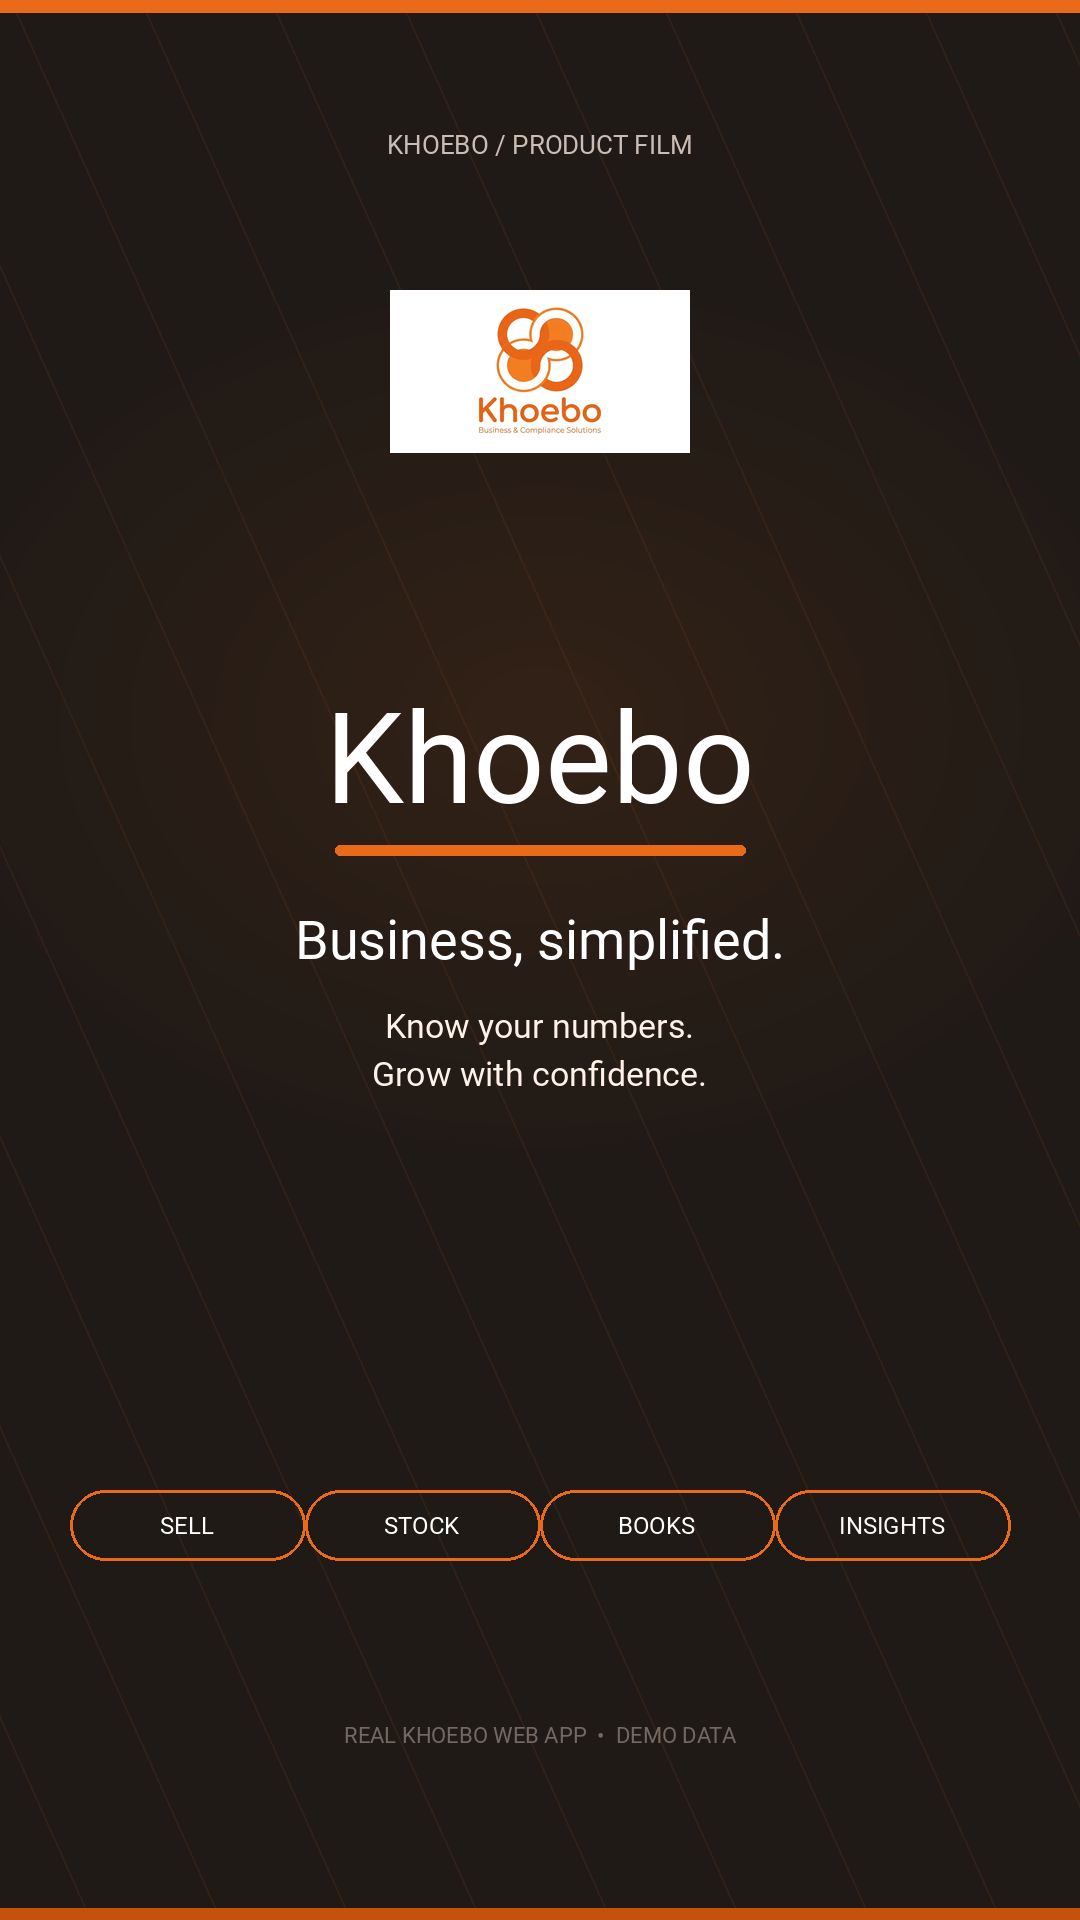 KHOEBO / PRODUCT FILM
Khoebo
Business & Compliance Solutions
Khoebo
Business, simplified.
Know your numbers.
Grow with confidence.
SELL
STOCK
BOOKS
INSIGHTS
REAL KHOEBO WEB APP • DEMO DATA